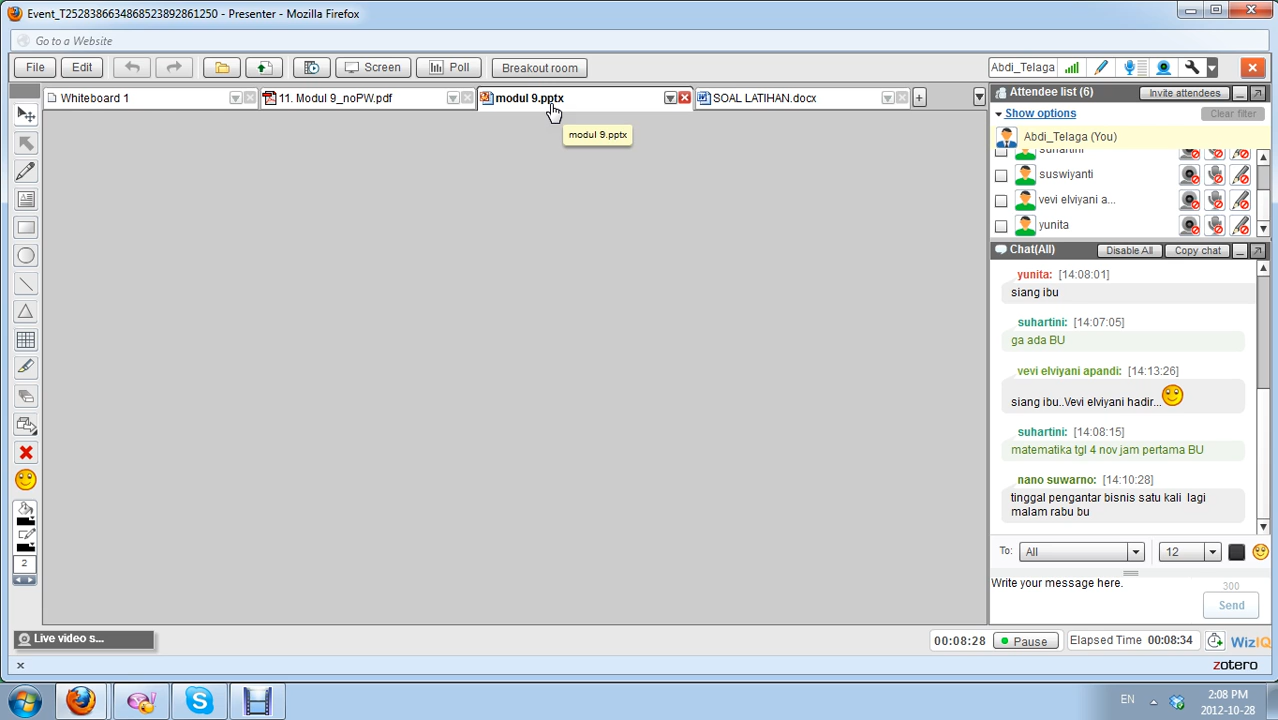 Event_T2528386634868523892861250 - Presenter - Mozilla Firefox
Go to a Website
File Edit Screen Poll Breakout room Abdi_Telaga
Whiteboard 1 11. Modul 9_noPW.pdf modul 9.pptx SOAL LATIHAN.docx +
modul 9.pptx
Attendee list (6) Invite attendees
Show options Clear filter
Abdi_Telaga (You)
suhartini
suswiyanti
vevi elviyani a...
yunita
Chat(All) Disable All Copy chat
yunita: [14:08:01]
siang ibu
suhartini: [14:07:05]
ga ada BU
vevi elviyani apandi: [14:13:26]
siang ibu..Vevi elviyani hadir...
suhartini: [14:08:15]
matematika tgl 4 nov jam pertama BU
nano suwarno: [14:10:28]
tinggal pengantar bisnis satu kali lagi
malam rabu bu
To: All 12
Write your message here.
300
Send
2
Live video s...
00:08:28 Pause Elapsed Time 00:08:34 WizIQ
zotero
EN 2:08 PM
2012-10-28